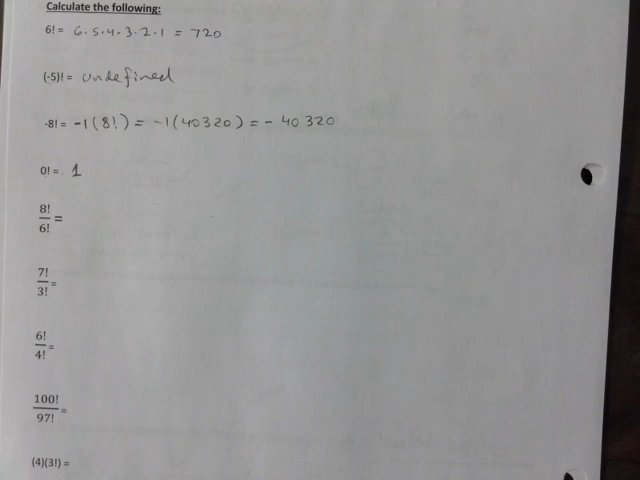 Calculate the following:
6! = 6·5·4·3·2·1 = 720
(-5)! = undefined
-8! = -1(8!) = -1(40320) = - 40 320
0! = 1
8!/6! =
7!/3! =
6!/4! =
100!/97! =
(4)(3!) =